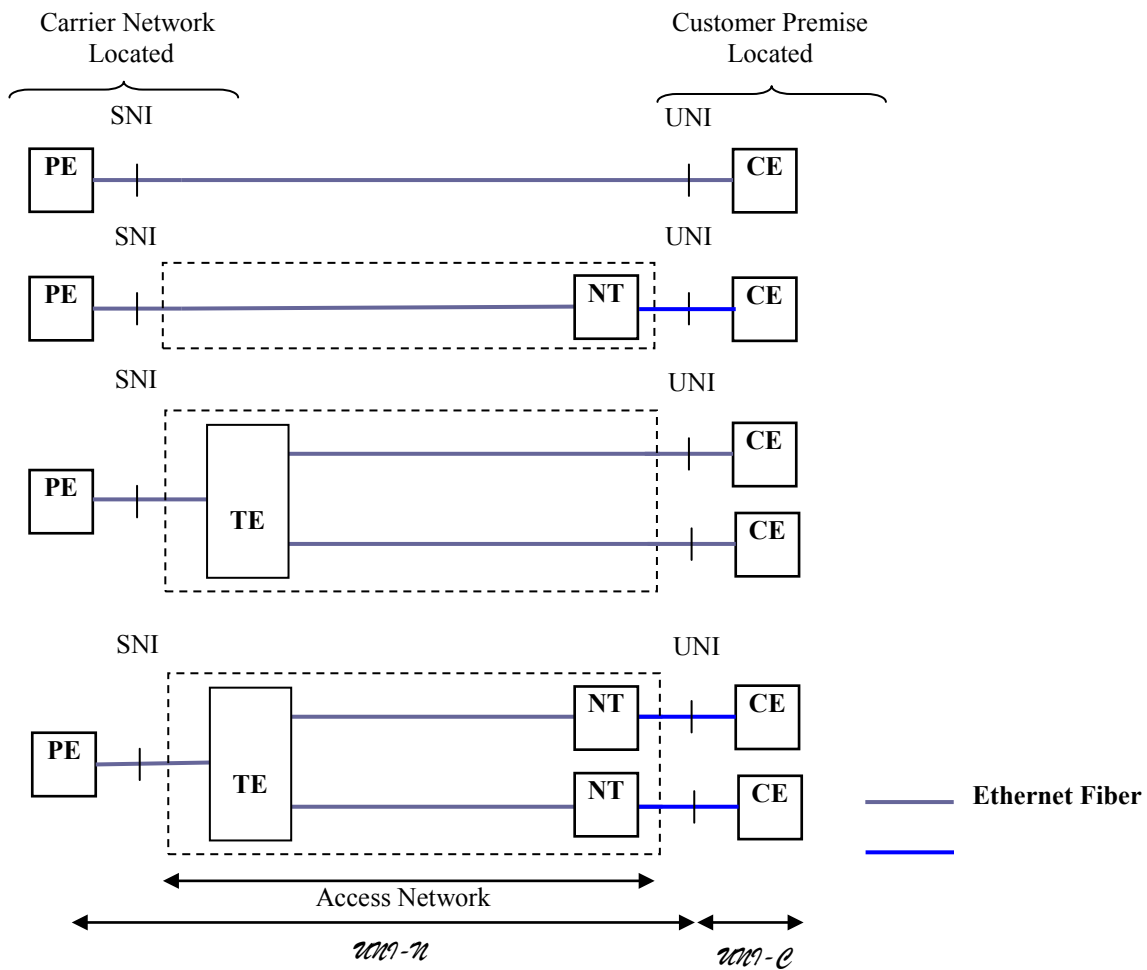 Carrier Network
Located
Customer Premise
Located
SNI
UNI
PE
CE
SNI
UNI
PE
NT
CE
SNI
UNI
PE
TE
CE
CE
SNI
UNI
PE
TE
NT
CE
NT
CE
Ethernet Fiber
Access Network
UNI-N
UNI-C